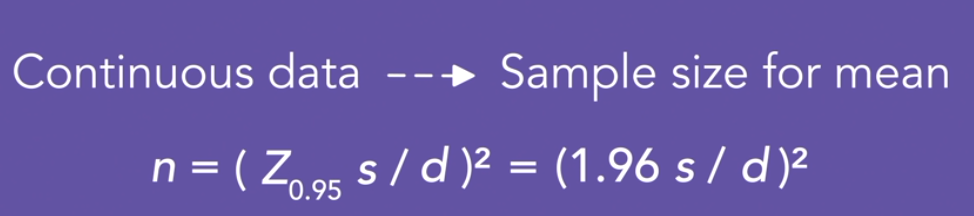 Continuous data ---> Sample size for mean
n = ( Z0.95 s / d )² = (1.96 s / d )²